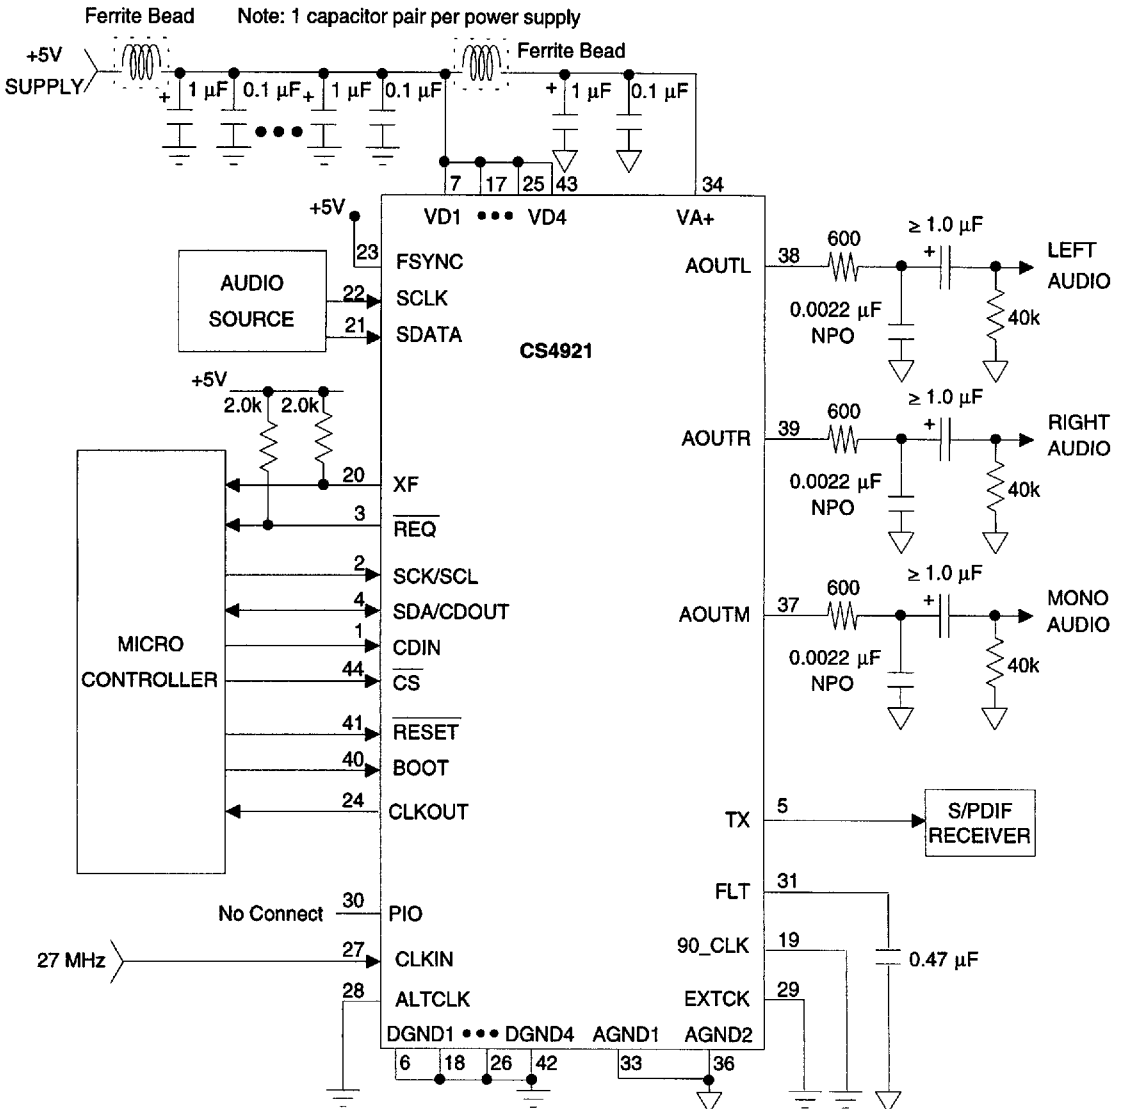 Ferrite Bead
Note: 1 capacitor pair per power supply
+5V
SUPPLY
Ferrite Bead
+ 1 µF
0.1 µF
+ 1 µF
0.1 µF
+ 1 µF
0.1 µF
7
17
25
43
34
VD1
VD4
VA+
+5V
23
FSYNC
AUDIO
SOURCE
22
SCLK
21
SDATA
CS4921
AOUTL
38
600
≥ 1.0 µF
+
LEFT
AUDIO
0.0022 µF
NPO
40k
+5V
2.0k
2.0k
AOUTR
39
600
≥ 1.0 µF
+
RIGHT
AUDIO
0.0022 µF
NPO
40k
MICRO
CONTROLLER
20
XF
3
REQ
2
SCK/SCL
4
SDA/CDOUT
1
CDIN
44
CS
41
RESET
40
BOOT
24
CLKOUT
AOUTM
37
600
≥ 1.0 µF
+
MONO
AUDIO
0.0022 µF
NPO
40k
TX
5
S/PDIF
RECEIVER
FLT
31
0.47 µF
No Connect
30
PIO
90_CLK
19
27 MHz
27
CLKIN
28
ALTCLK
EXTCK
29
DGND1
DGND4
AGND1
AGND2
6
18
26
42
33
36